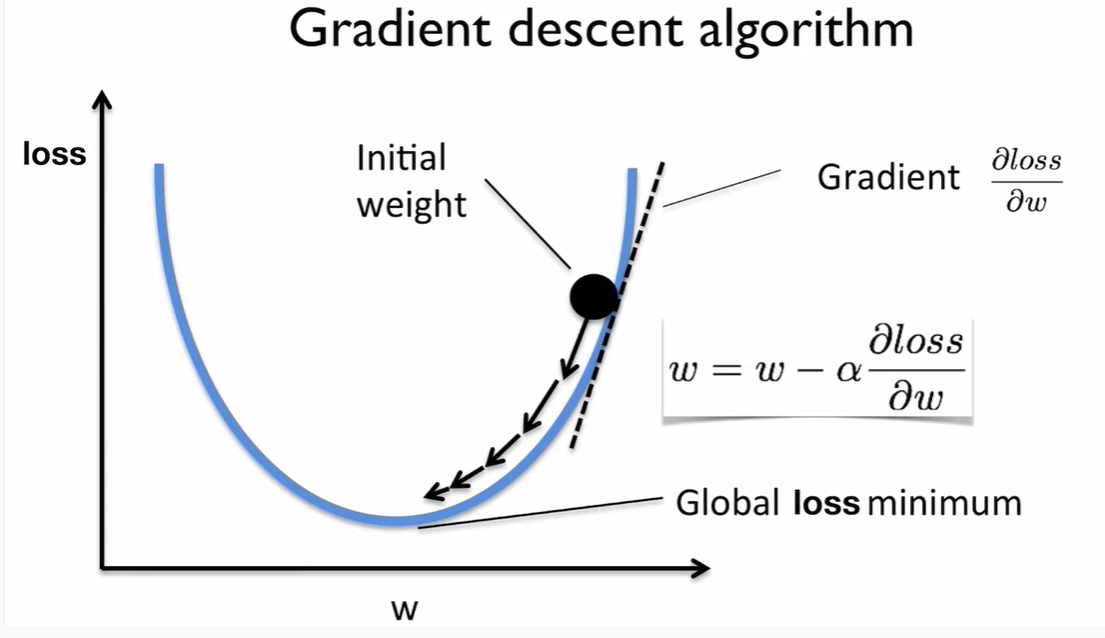 Gradient descent algorithm
loss
Initial
weight
Gradient ∂loss/∂w
w = w − α ∂loss/∂w
Global loss minimum
w